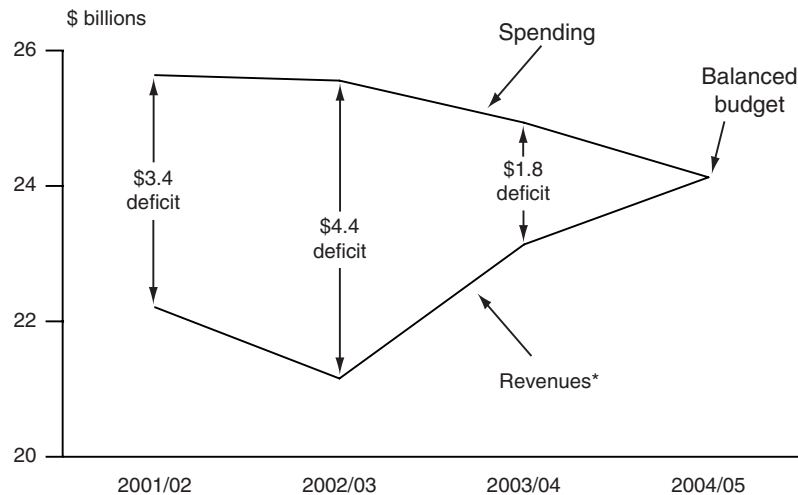 $ billions
26
Spending
Balanced
budget
$3.4
deficit
24
$1.8
deficit
$4.4
deficit
22
Revenues*
20
2001/02
2002/03
2003/04
2004/05